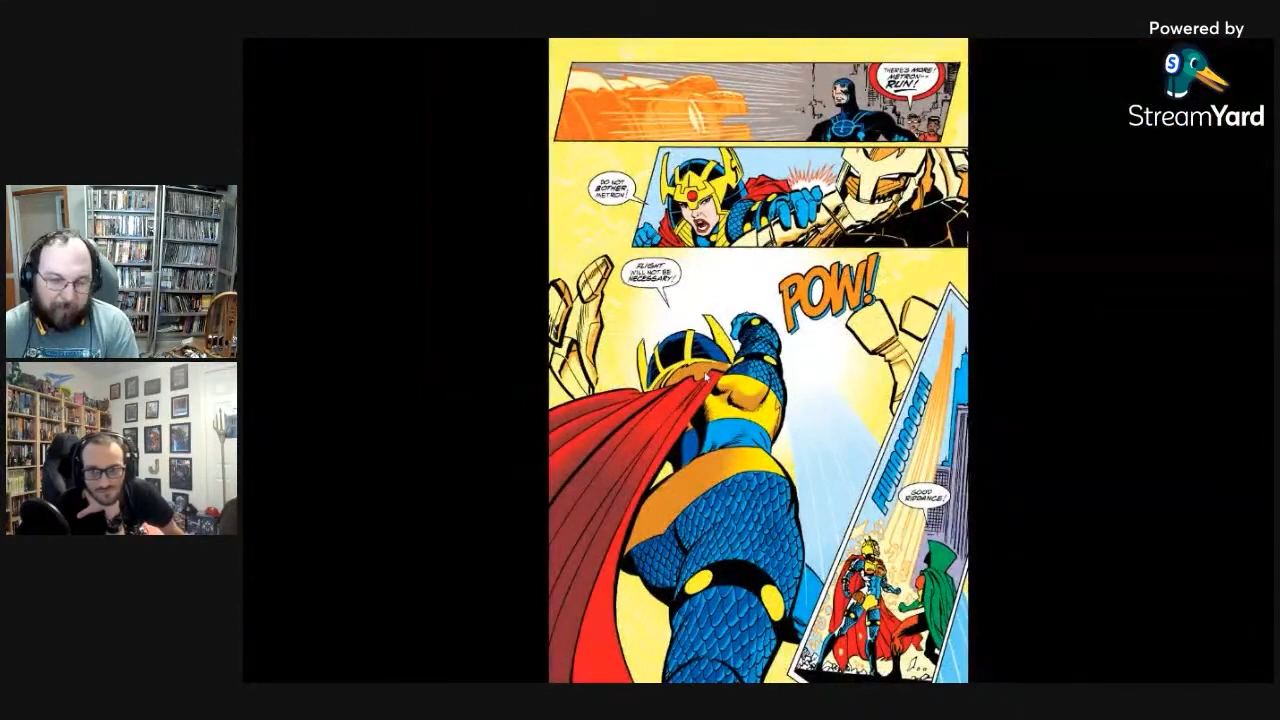 Powered by
StreamYard
THERE'S MORE!
METRON--
RUN!
DO NOT
BOTHER,
METRON!
FLIGHT
WILL NOT BE
NECESSARY!
POW!
GOOD
RIDDANCE!